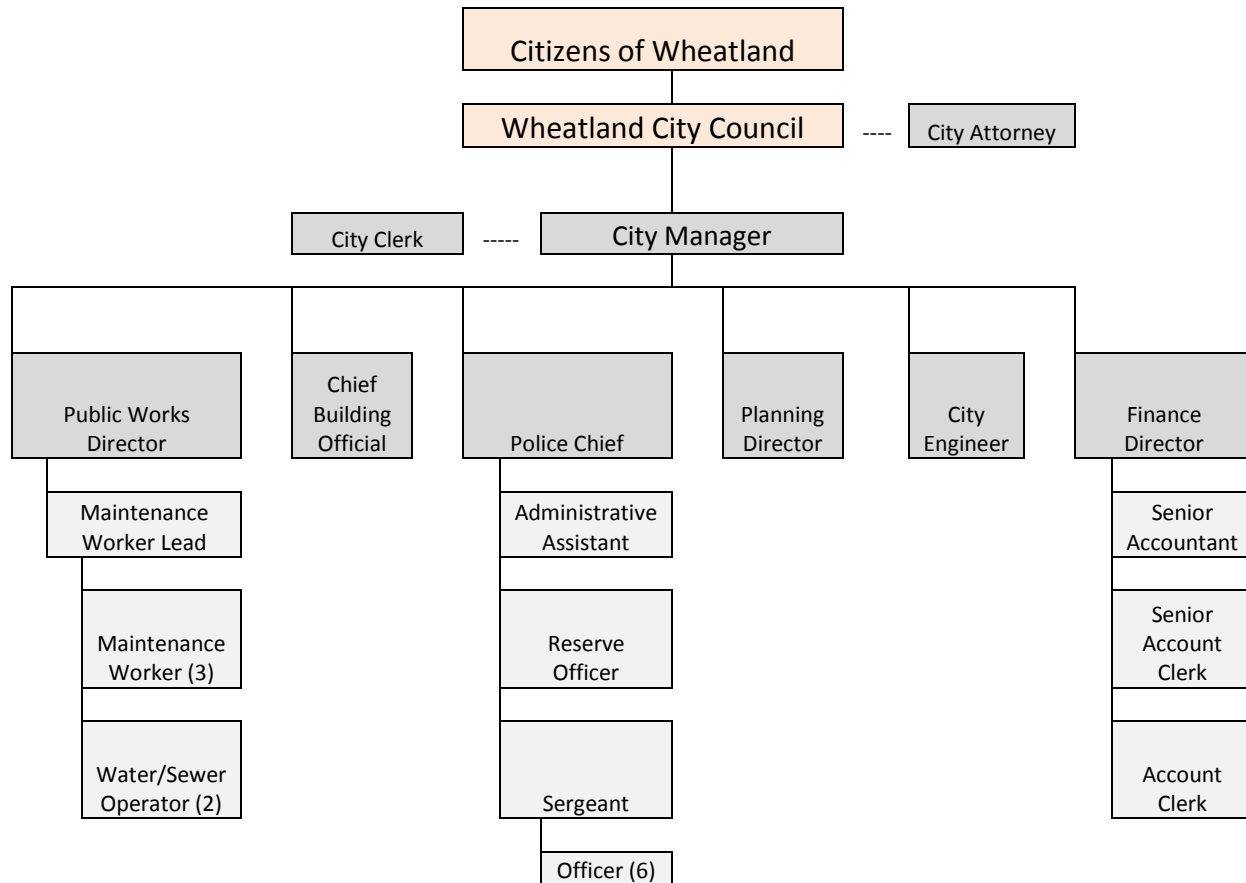 Citizens of Wheatland
Wheatland City Council
----
City Attorney
City Clerk
-----
City Manager
Public Works
Director
Chief
Building
Official
Police Chief
Planning
Director
City
Engineer
Finance
Director
Maintenance
Worker Lead
Administrative
Assistant
Senior
Accountant
Maintenance
Worker (3)
Reserve
Officer
Senior
Account
Clerk
Water/Sewer
Operator (2)
Sergeant
Account
Clerk
Officer (6)